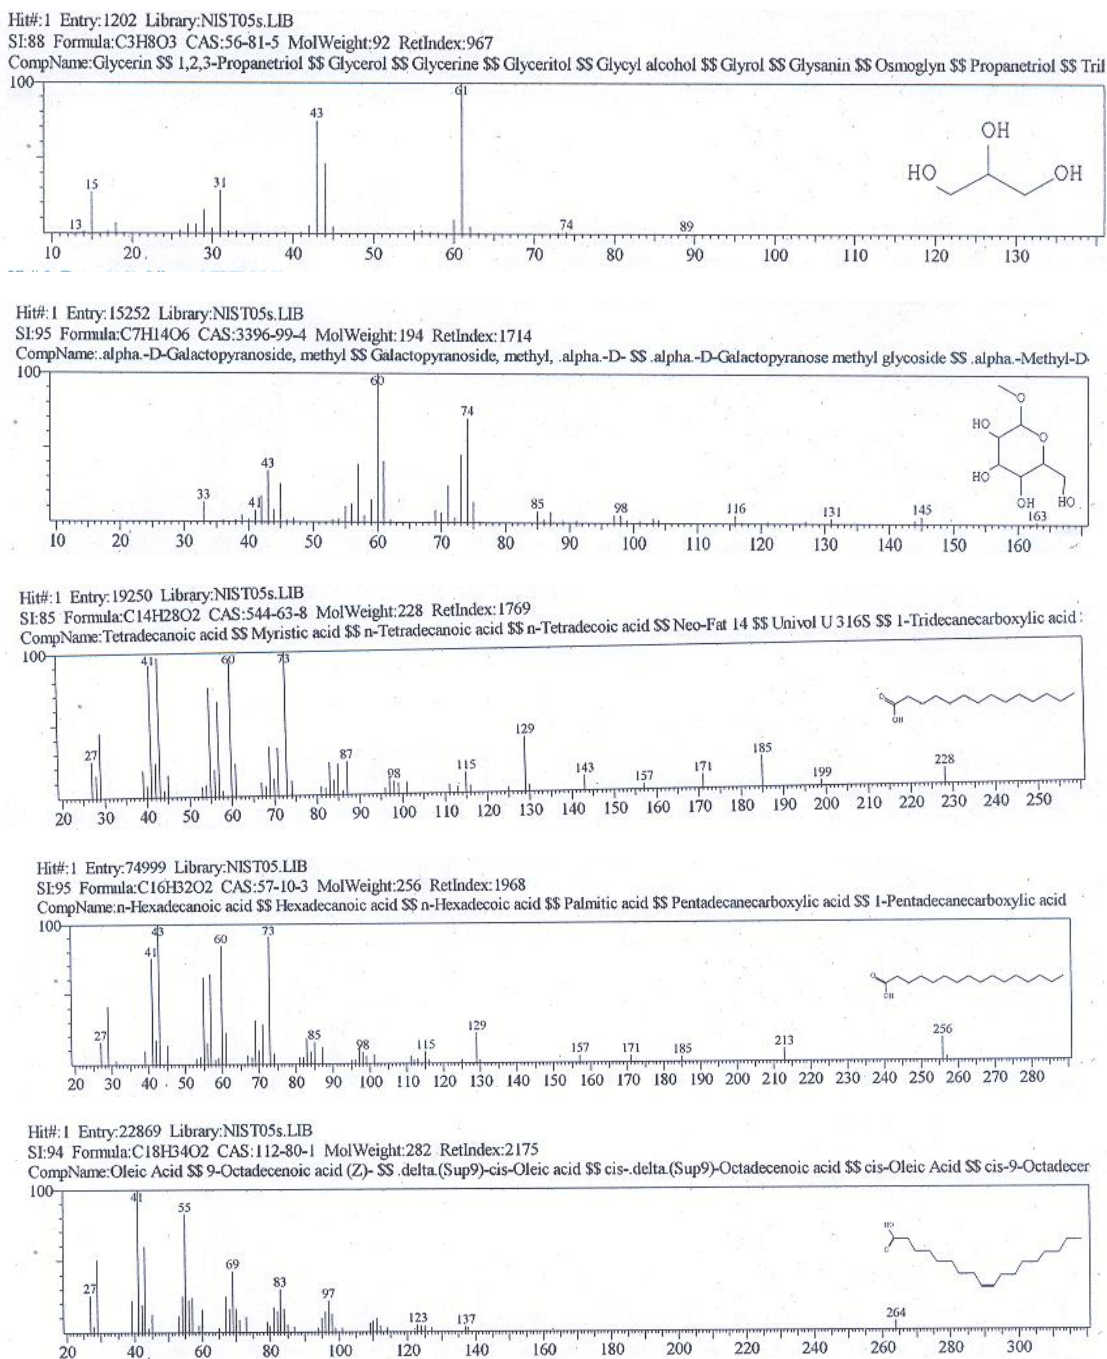 Hit#:1 Entry:1202 Library:NIST05s.LIB
SI:88 Formula:C3H8O3 CAS:56-81-5 MolWeight:92 RetIndex:967
CompName:Glycerin $$ 1,2,3-Propanetriol $$ Glycerol $$ Glycerine $$ Glyceritol $$ Glycyl alcohol $$ Glyrol $$ Glysanin $$ Osmoglyn $$ Propanetriol $$ Tril
100
61
43
OH
HO
OH
15
31
13
74
89
10 20 30 40 50 60 70 80 90 100 110 120 130
Hit#:1 Entry:15252 Library:NIST05s.LIB
SI:95 Formula:C7H14O6 CAS:3396-99-4 MolWeight:194 RetIndex:1714
CompName:.alpha.-D-Galactopyranoside, methyl $$ Galactopyranoside, methyl, .alpha.-D- $$ .alpha.-D-Galactopyranose methyl glycoside $$ .alpha.-Methyl-D-
100
60
74
43
33
41
85
98
116
131
145
163
O
HO
O
HO
OH
HO
10 20 30 40 50 60 70 80 90 100 110 120 130 140 150 160
Hit#:1 Entry:19250 Library:NIST05s.LIB
SI:85 Formula:C14H28O2 CAS:544-63-8 MolWeight:228 RetIndex:1769
CompName:Tetradecanoic acid $$ Myristic acid $$ n-Tetradecanoic acid $$ n-Tetradecoic acid $$ Neo-Fat 14 $$ Univol U 316S $$ 1-Tridecanecarboxylic acid
100
41
60
73
27
87
98
115
129
143
157
171
185
199
228
O
OH
20 30 40 50 60 70 80 90 100 110 120 130 140 150 160 170 180 190 200 210 220 230 240 250
Hit#:1 Entry:74999 Library:NIST05.LIB
SI:95 Formula:C16H32O2 CAS:57-10-3 MolWeight:256 RetIndex:1968
CompName:n-Hexadecanoic acid $$ Hexadecanoic acid $$ n-Hexadecoic acid $$ Palmitic acid $$ Pentadecanecarboxylic acid $$ 1-Pentadecanecarboxylic acid
100
43
41
60
73
27
85
98
115
129
157
171
185
213
256
O
OH
20 30 40 50 60 70 80 90 100 110 120 130 140 150 160 170 180 190 200 210 220 230 240 250 260 270 280
Hit#:1 Entry:22869 Library:NIST05s.LIB
SI:94 Formula:C18H34O2 CAS:112-80-1 MolWeight:282 RetIndex:2175
CompName:Oleic Acid $$ 9-Octadecenoic acid (Z)- $$ .delta.(Sup9)-cis-Oleic acid $$ cis-.delta.(Sup9)-Octadecenoic acid $$ cis-Oleic Acid $$ cis-9-Octadecer
100
41
55
27
69
83
97
123
137
264
HO
O
20 40 60 80 100 120 140 160 180 200 220 240 260 280 300